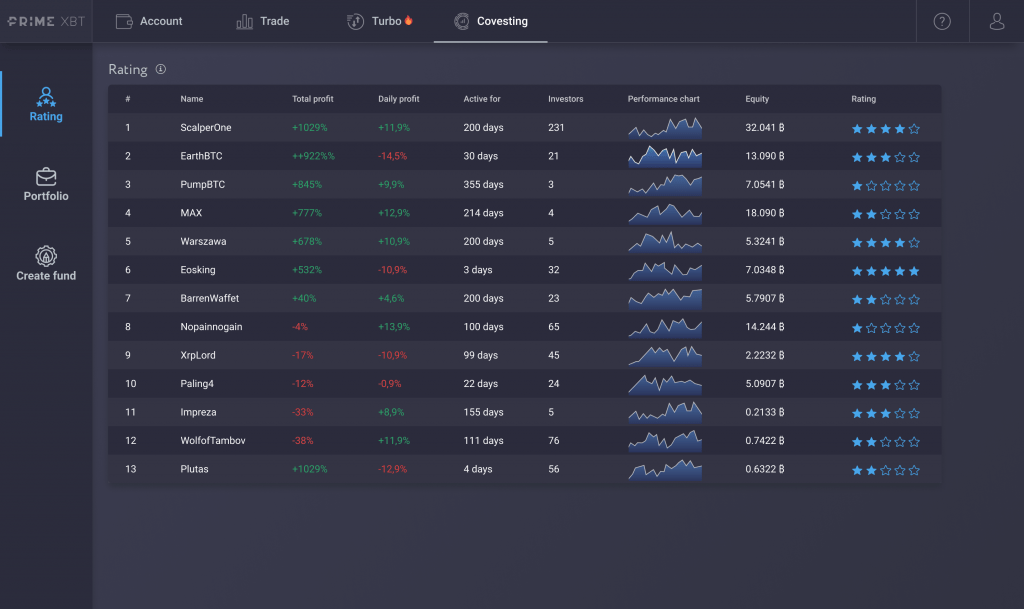 PRIME XBT Account Trade Turbo Covesting ?
Rating
Portfolio
Create fund
Rating i
# Name Total profit Daily profit Active for Investors Performance chart Equity Rating
1 ScalperOne +1029% +11,9% 200 days 231 32.041 ₿
2 EarthBTC ++922%% -14,5% 30 days 21 13.090 ₿
3 PumpBTC +845% +9,9% 355 days 3 7.0541 ₿
4 MAX +777% +12,9% 214 days 4 18.090 ₿
5 Warszawa +678% +10,9% 200 days 5 5.3241 ₿
6 Eosking +532% -10,9% 3 days 32 7.0348 ₿
7 BarrenWaffet +40% +4,6% 200 days 23 5.7907 ₿
8 Nopainnogain -4% +13,9% 100 days 65 14.244 ₿
9 XrpLord -17% -10,9% 99 days 45 2.2232 ₿
10 Paling4 -12% -0,9% 22 days 24 5.0907 ₿
11 Impreza -33% +8,9% 155 days 5 0.2133 ₿
12 WolfofTambov -38% +11,9% 111 days 76 0.7422 ₿
13 Plutas +1029% -12,9% 4 days 56 0.6322 ₿